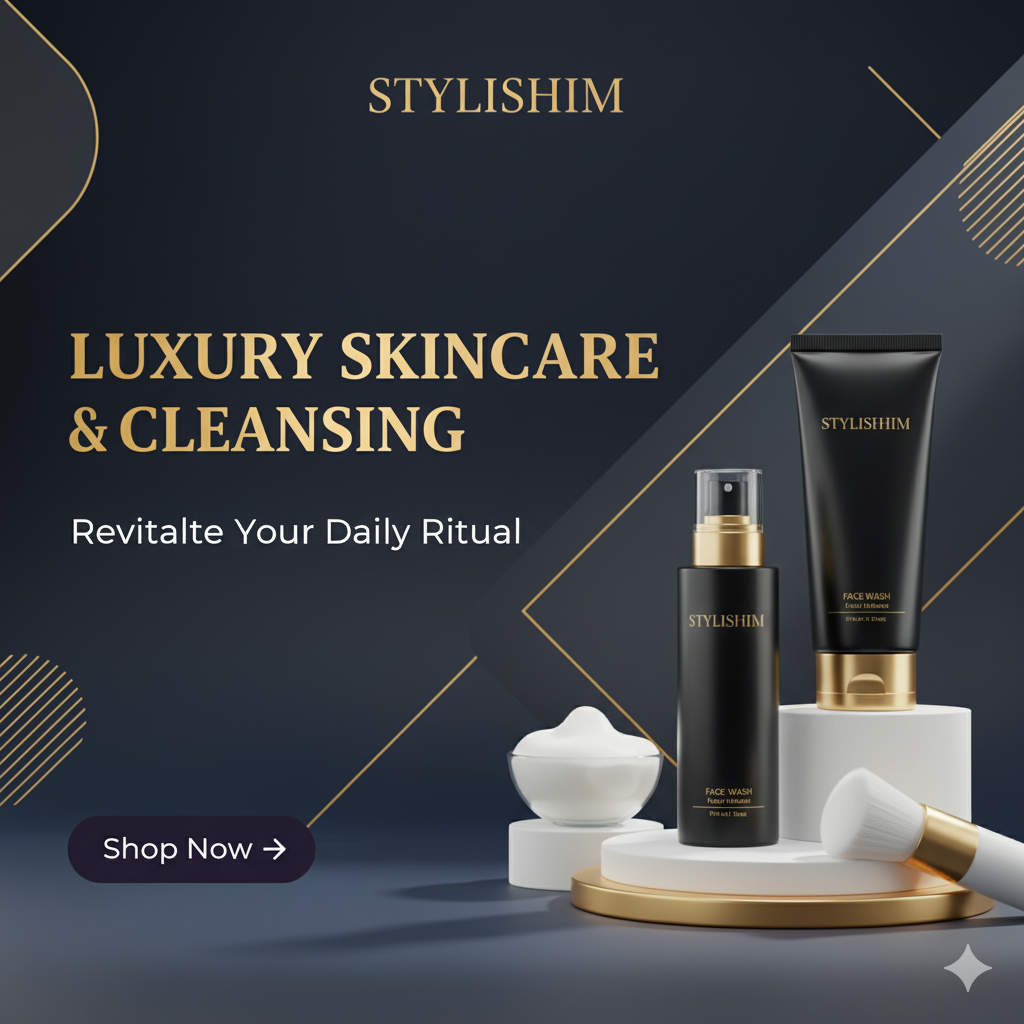 STYLISHIM
LUXURY SKINCARE
& CLEANSING
Revitalte Your Daily Ritual
Shop Now →
STYLISHIM
FACE WASH
STYLISHIM
FACE WASH